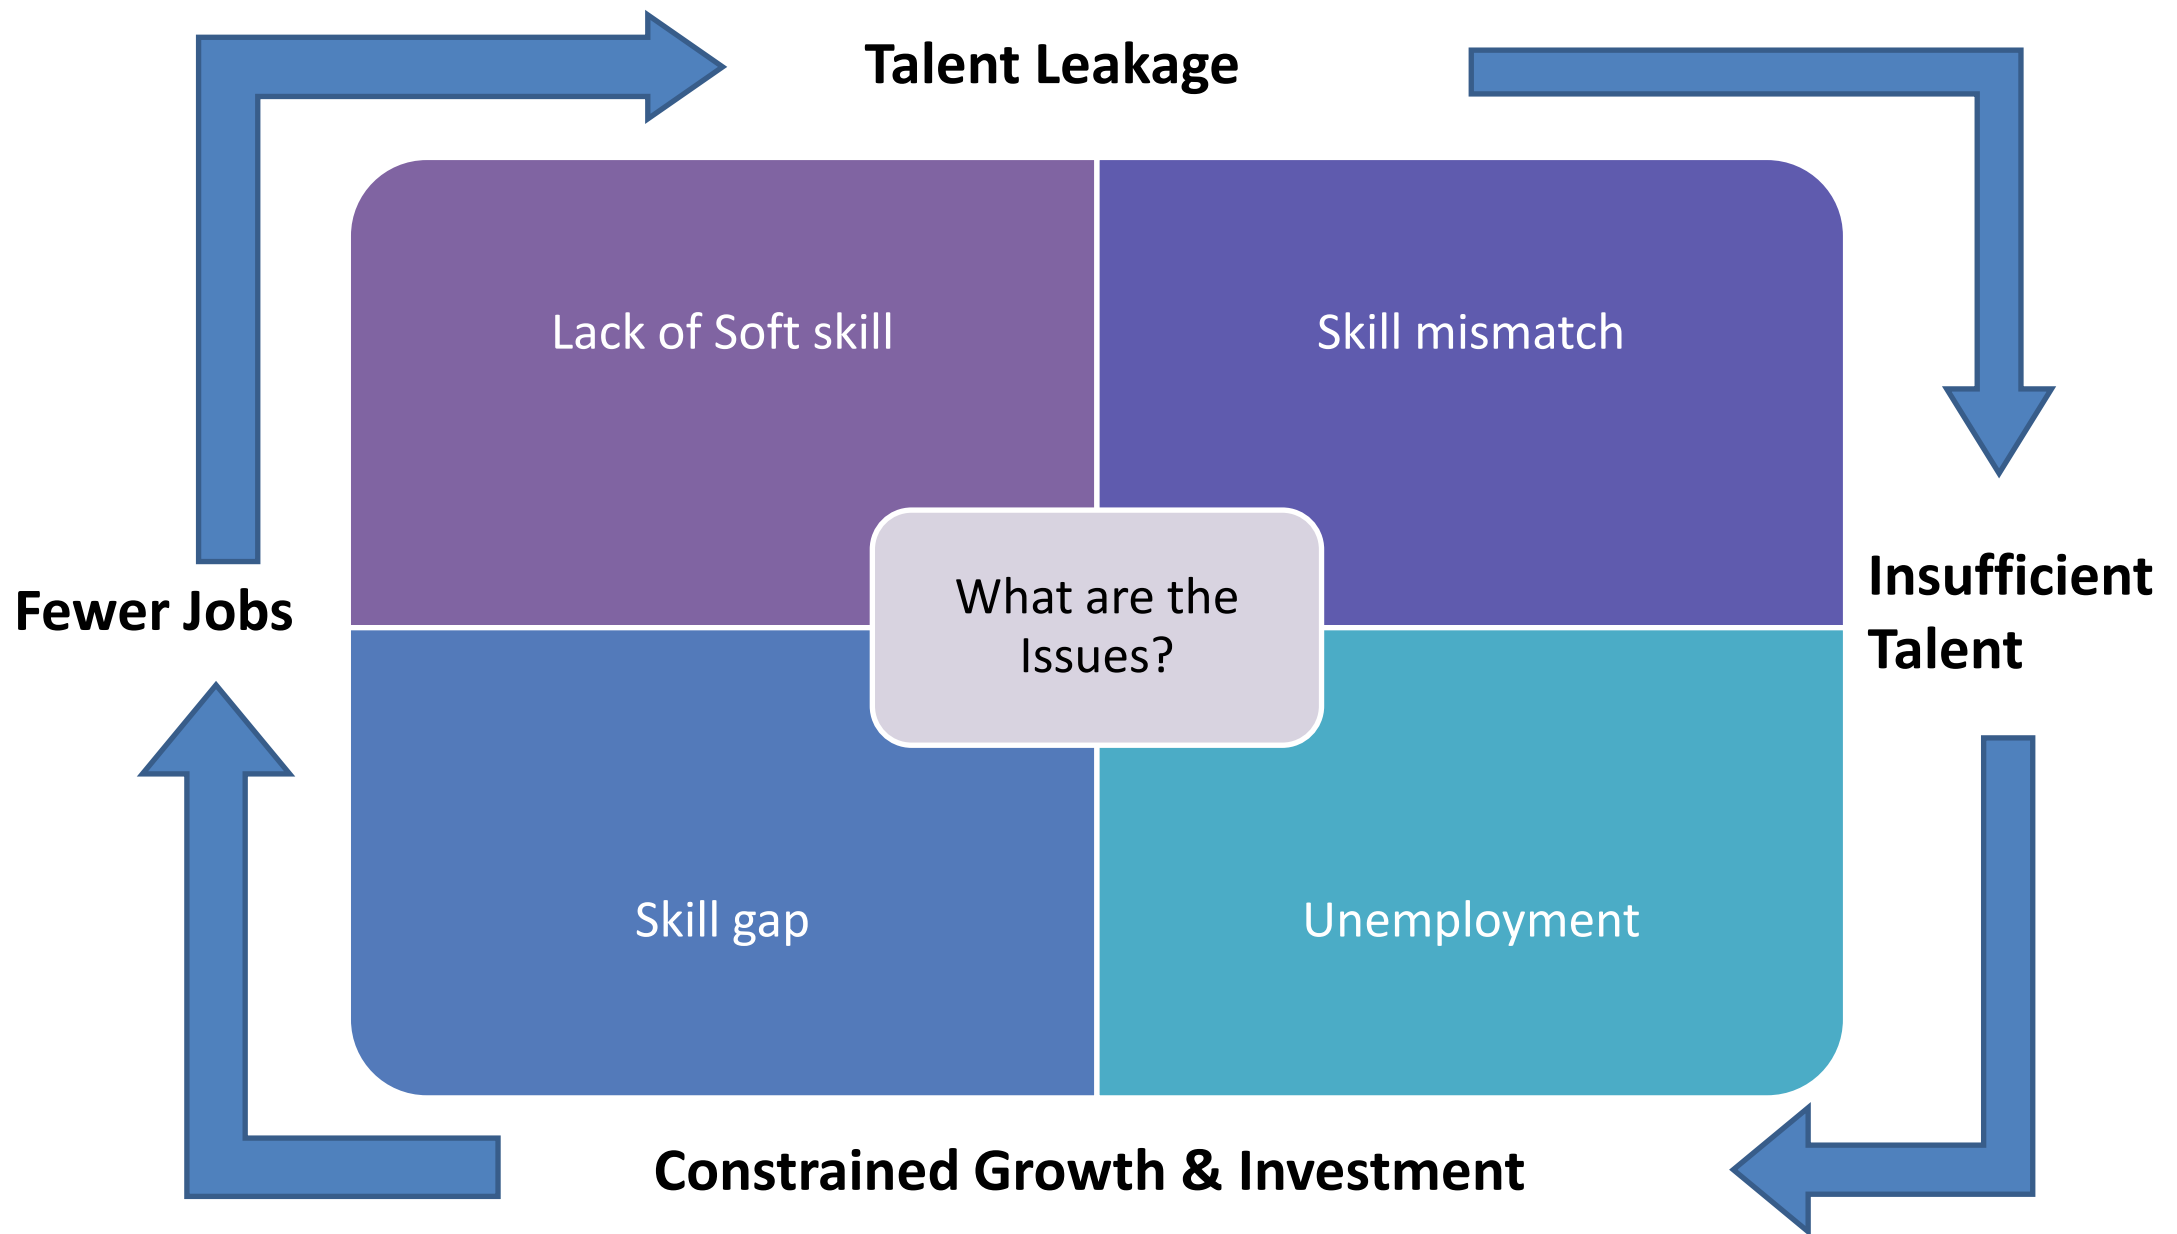 Talent Leakage
Lack of Soft skill
Skill mismatch
What are the
Issues?
Fewer Jobs
Insufficient
Talent
Skill gap
Unemployment
Constrained Growth & Investment